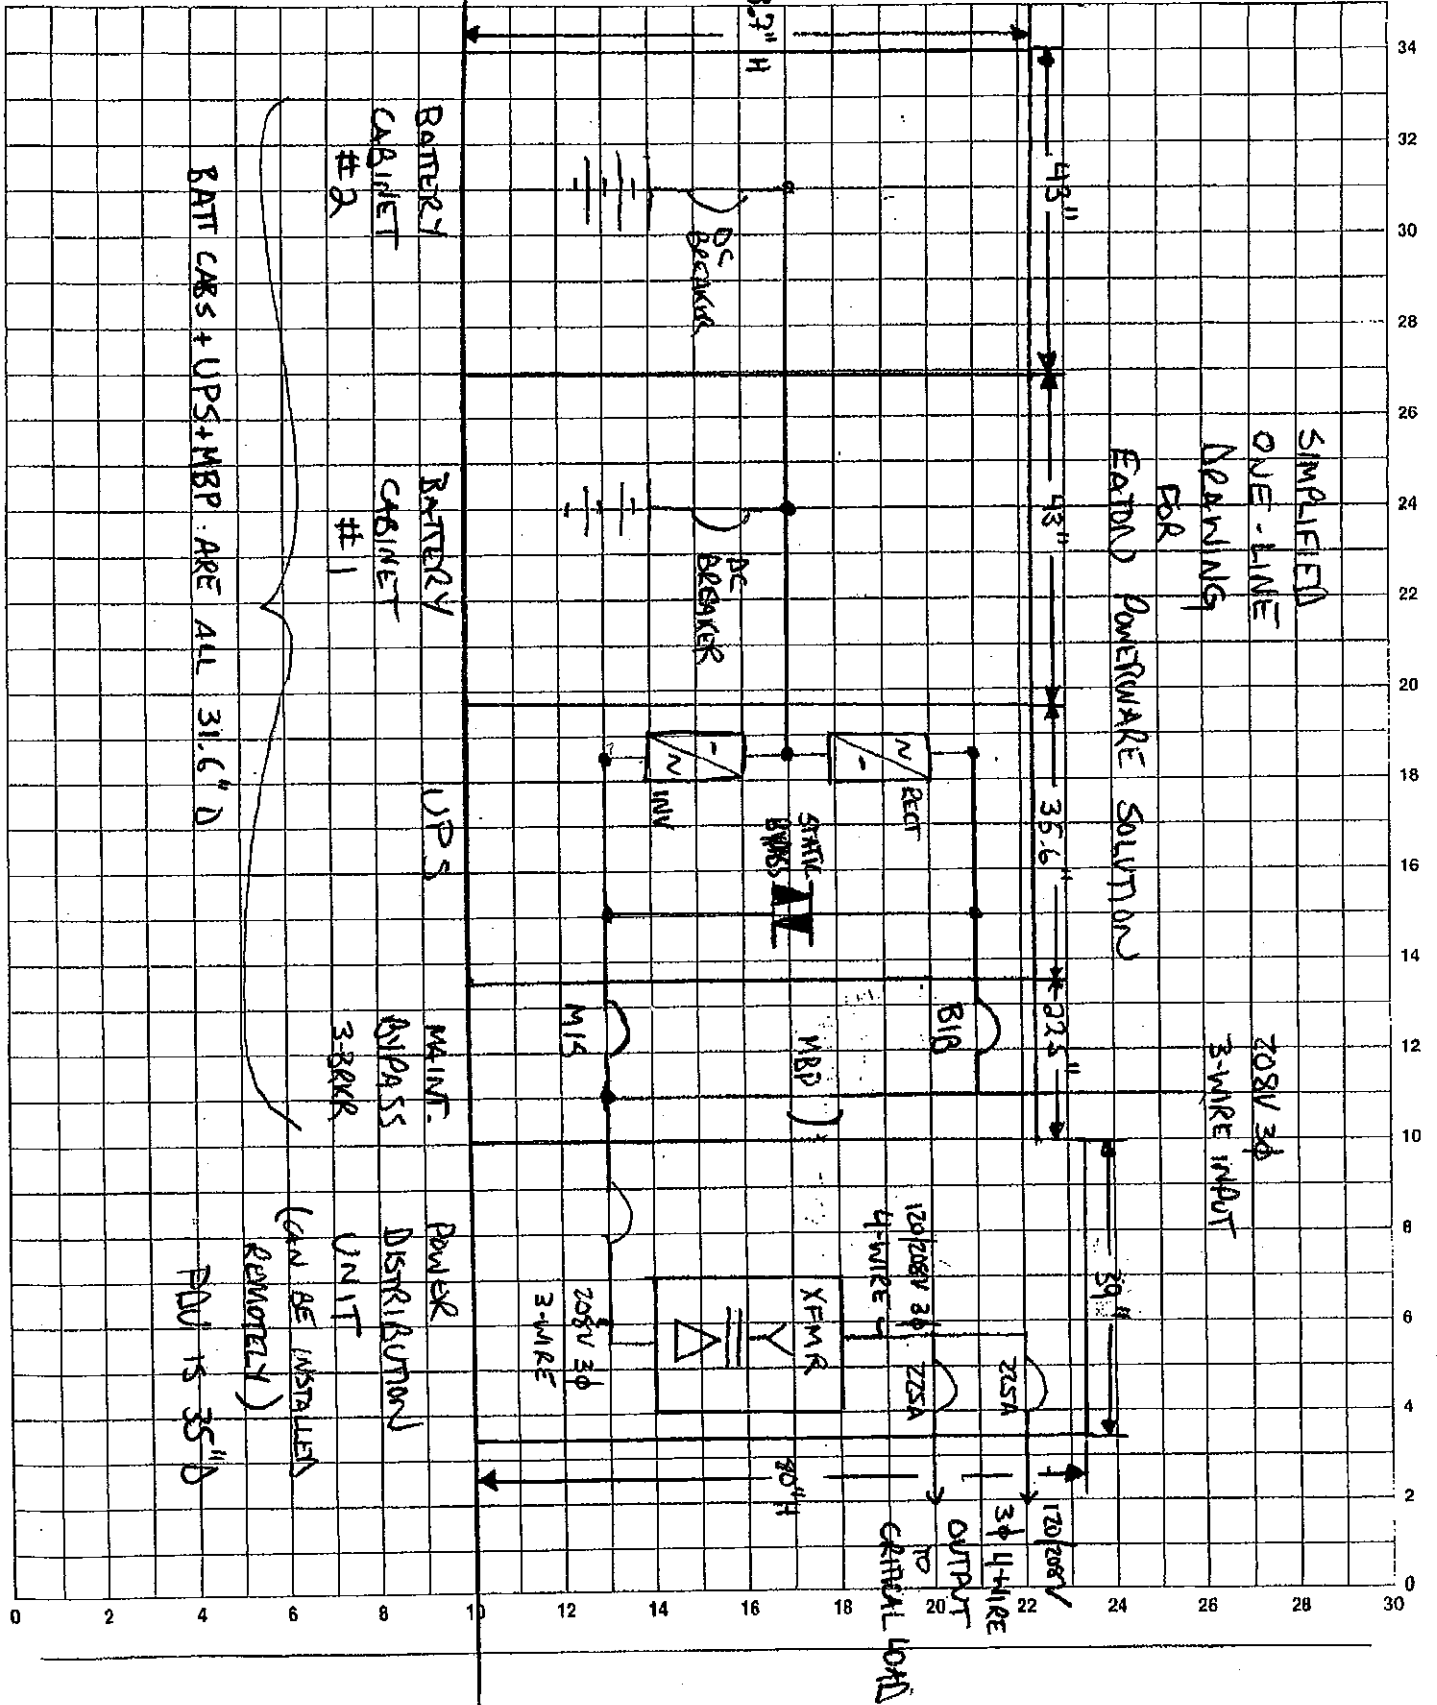 SIMPLIFIED
ONE-LINE
DRAWING
FOR
EATON POWERWARE SOLUTION
208V 3ϕ
3-WIRE INPUT
43"
43"
35.6"
22.5"
39"
8.7" H
80" H
DC
BREAKER
DC
BREAKER
RECT
INV
STATIC
BYPASS
BIB
MIS
MBP
XFMR
120/208V 3ϕ
4-WIRE
208V 3ϕ
3-WIRE
225A
225A
120/208V
3ϕ 4-WIRE
OUTPUT
TO
CRITICAL LOAD
BATTERY
CABINET
#2
BATTERY
CABINET
#1
UPS
MAINT.
BYPASS
3-BRKR
POWER
DISTRIBUTION
UNIT
(CAN BE INSTALLED
REMOTELY)
PDU IS 35"D
BATT CABS + UPS + MBP ARE ALL 31.6" D
34
32
30
28
26
24
22
20
18
16
14
12
10
8
6
4
2
0
0
2
4
6
8
10
12
14
16
18
20
22
24
26
28
30